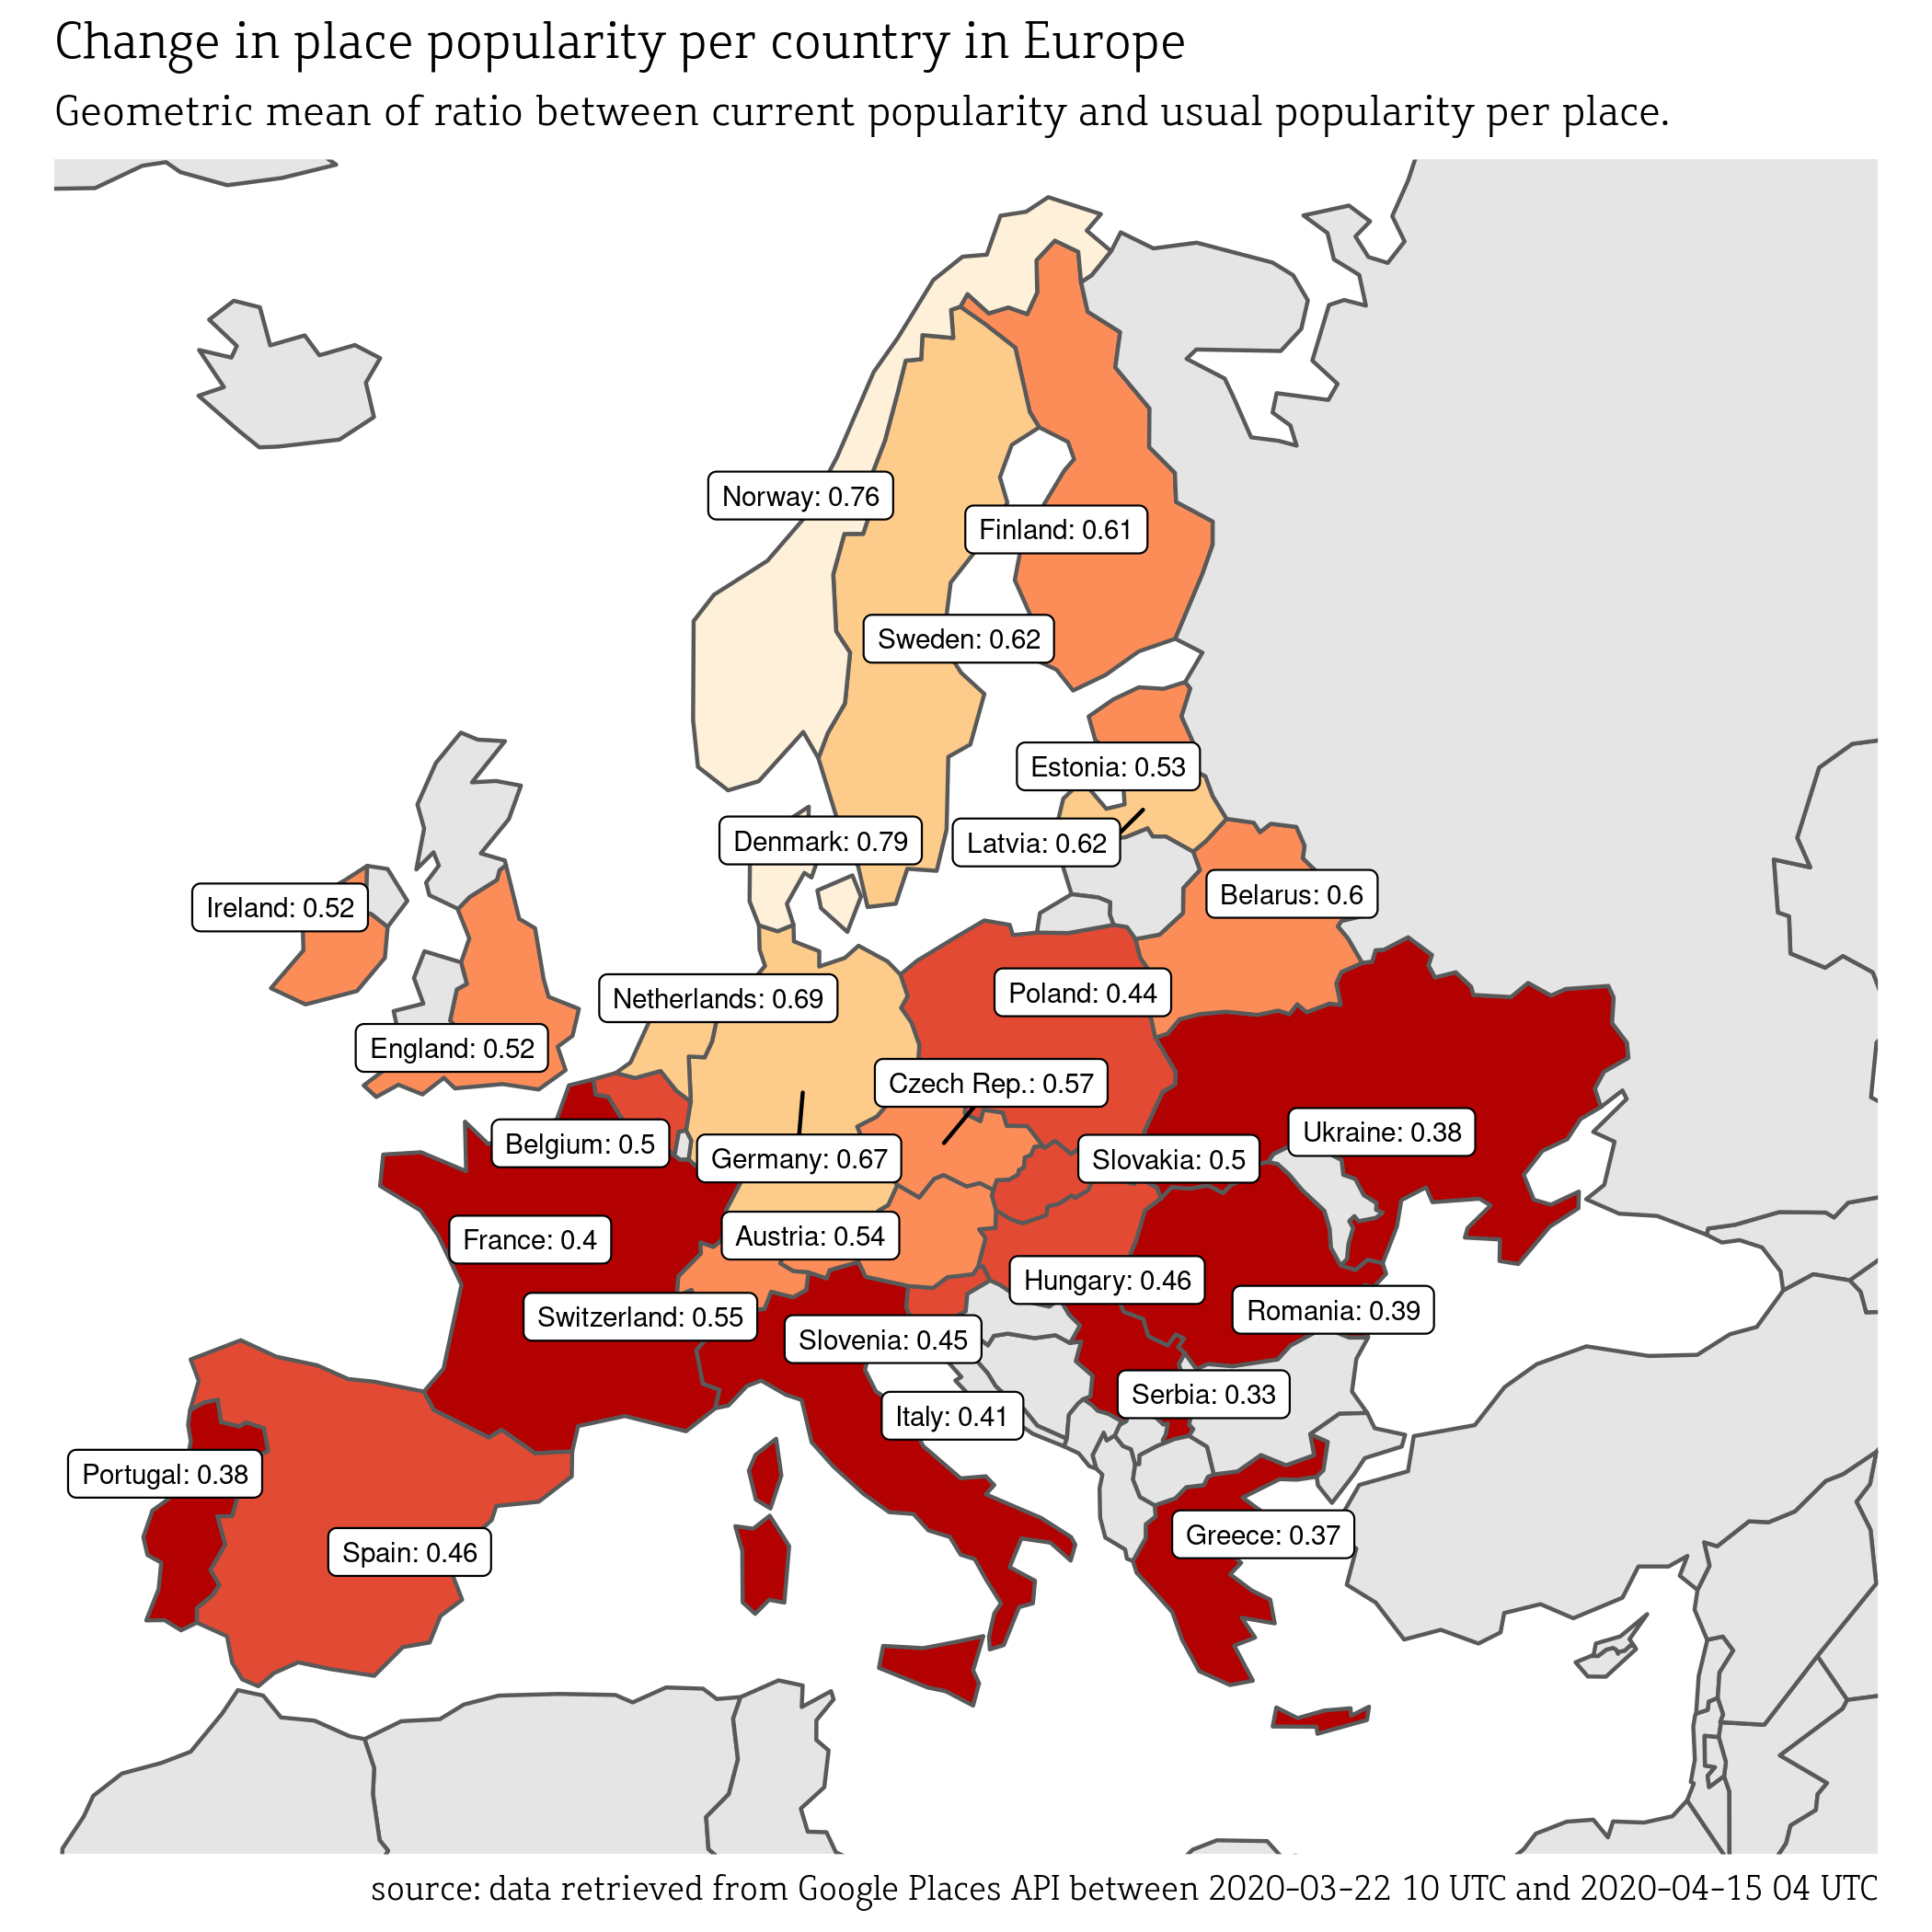 Change in place popularity per country in Europe
Geometric mean of ratio between current popularity and usual popularity per place.
Norway: 0.76
Finland: 0.61
Sweden: 0.62
Estonia: 0.53
Denmark: 0.79
Latvia: 0.62
Belarus: 0.6
Ireland: 0.52
Poland: 0.44
Netherlands: 0.69
England: 0.52
Czech Rep.: 0.57
Ukraine: 0.38
Belgium: 0.5
Germany: 0.67
Slovakia: 0.5
Austria: 0.54
France: 0.4
Hungary: 0.46
Romania: 0.39
Switzerland: 0.55
Slovenia: 0.45
Serbia: 0.33
Italy: 0.41
Portugal: 0.38
Greece: 0.37
Spain: 0.46
source: data retrieved from Google Places API between 2020-03-22 10 UTC and 2020-04-15 04 UTC